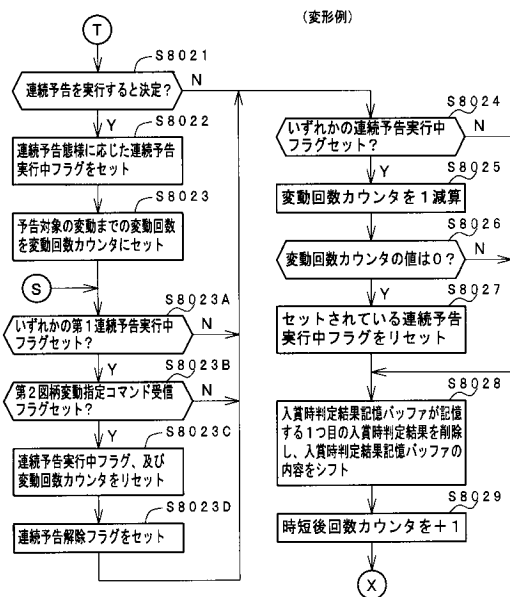 (変形例)
T
S8021
連続予告を実行すると決定?
N
Y
S8022
連続予告態様に応じた連続予告
実行中フラグをセット
S8023
予告対象の変動までの変動回数
を変動回数カウンタにセット
S
S8023A
いずれかの第1連続予告実行中
フラグセット?
N
Y
S8023B
第2図柄変動指定コマンド受信
フラグセット?
N
Y
S8023C
連続予告実行中フラグ、及び
変動回数カウンタをリセット
S8023D
連続予告解除フラグをセット
S8024
いずれかの連続予告実行中
フラグセット?
N
Y
S8025
変動回数カウンタを1減算
S8026
変動回数カウンタの値は0?
N
Y
S8027
セットされている連続予告
実行中フラグをリセット
S8028
入賞時判定結果記憶バッファが記憶
する1つ目の入賞時判定結果を削除
し、入賞時判定結果記憶バッファの
内容をシフト
S8029
時短後回数カウンタを+1
X